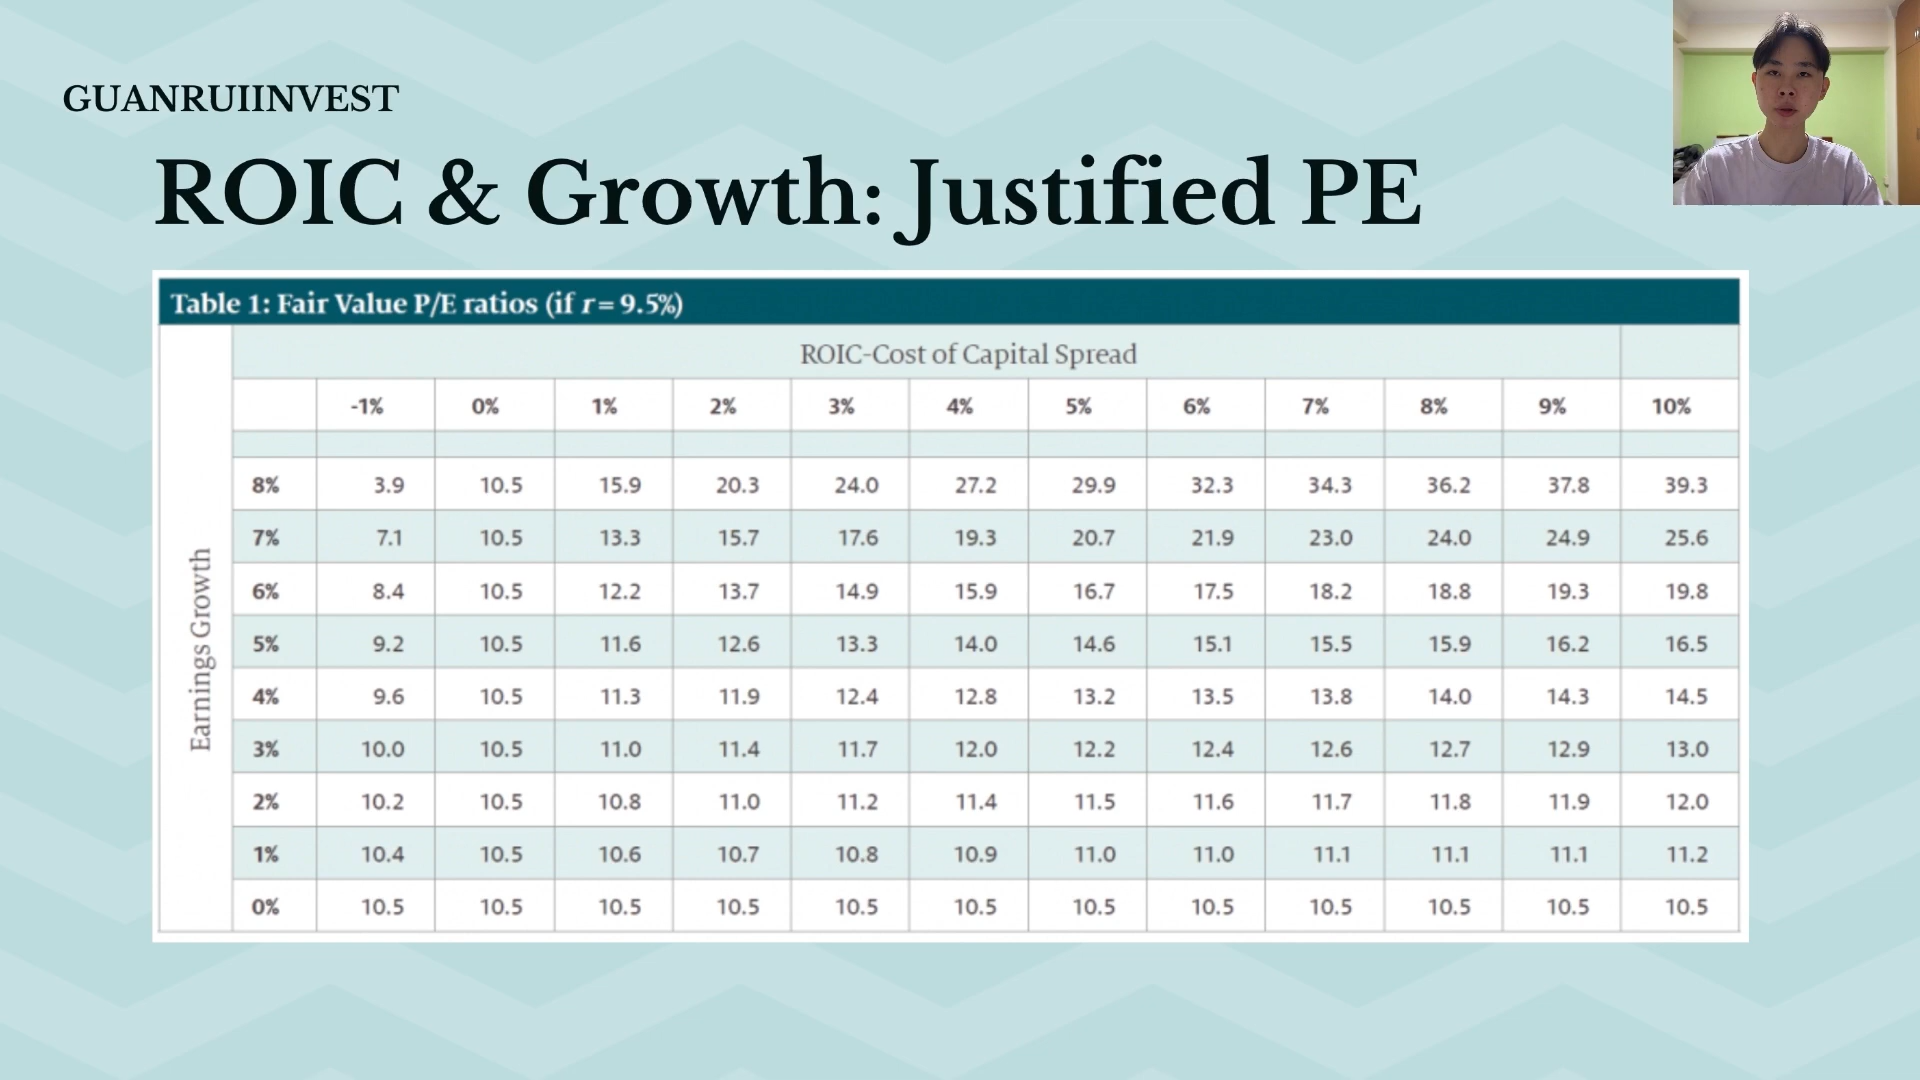 GUANRUIINVEST
ROIC & Growth: Justified PE
Table 1: Fair Value P/E ratios (if r = 9.5%)
ROIC-Cost of Capital Spread
-1% 0% 1% 2% 3% 4% 5% 6% 7% 8% 9% 10%
Earnings Growth
8% 3.9 10.5 15.9 20.3 24.0 27.2 29.9 32.3 34.3 36.2 37.8 39.3
7% 7.1 10.5 13.3 15.7 17.6 19.3 20.7 21.9 23.0 24.0 24.9 25.6
6% 8.4 10.5 12.2 13.7 14.9 15.9 16.7 17.5 18.2 18.8 19.3 19.8
5% 9.2 10.5 11.6 12.6 13.3 14.0 14.6 15.1 15.5 15.9 16.2 16.5
4% 9.6 10.5 11.3 11.9 12.4 12.8 13.2 13.5 13.8 14.0 14.3 14.5
3% 10.0 10.5 11.0 11.4 11.7 12.0 12.2 12.4 12.6 12.7 12.9 13.0
2% 10.2 10.5 10.8 11.0 11.2 11.4 11.5 11.6 11.7 11.8 11.9 12.0
1% 10.4 10.5 10.6 10.7 10.8 10.9 11.0 11.0 11.1 11.1 11.1 11.2
0% 10.5 10.5 10.5 10.5 10.5 10.5 10.5 10.5 10.5 10.5 10.5 10.5